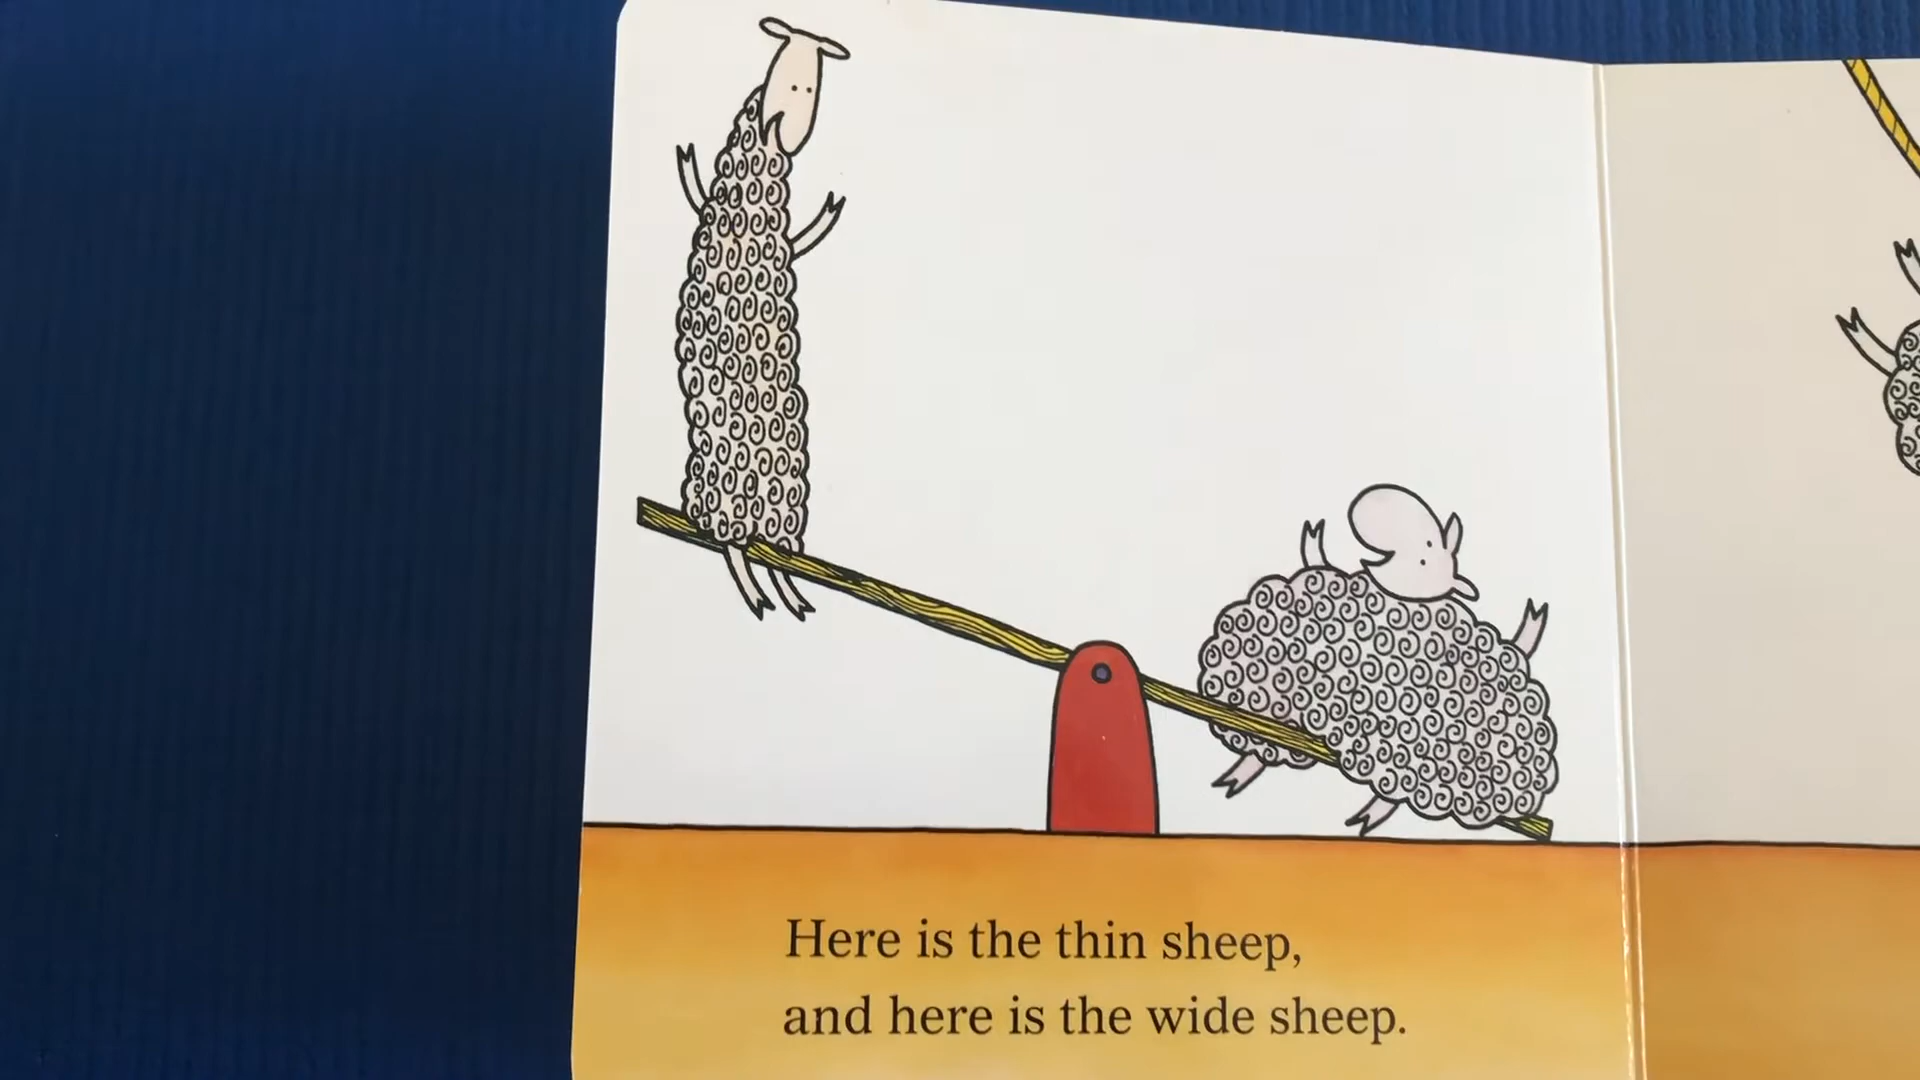 Here is the thin sheep,
and here is the wide sheep.